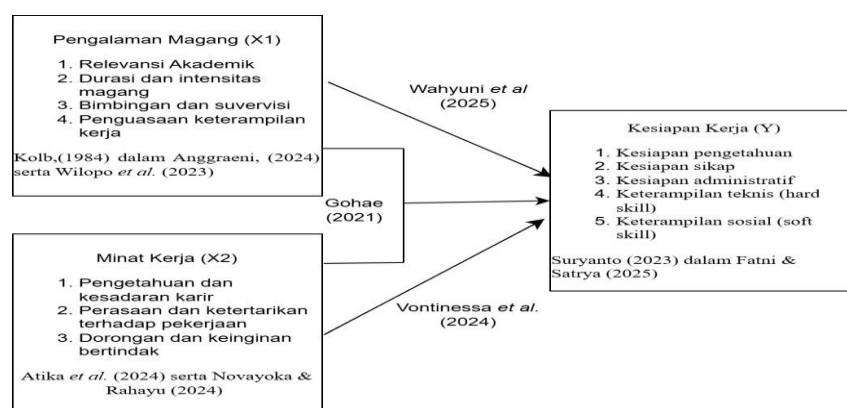 Pengalaman Magang (X1)
1. Relevansi Akademik
2. Durasi dan intensitas
magang
3. Bimbingan dan suvervisi
4. Penguasaan keterampilan
kerja
Kolb,(1984) dalam Anggraeni, (2024)
serta Wilopo et al. (2023)
Minat Kerja (X2)
1. Pengetahuan dan
kesadaran karir
2. Perasaan dan ketertarikan
terhadap pekerjaan
3. Dorongan dan keinginan
bertindak
Atika et al. (2024) serta Novayoka &
Rahayu (2024)
Wahyuni et al
(2025)
Gohae
(2021)
Vontinessa et al.
(2024)
Kesiapan Kerja (Y)
1. Kesiapan pengetahuan
2. Kesiapan sikap
3. Kesiapan administratif
4. Keterampilan teknis (hard
skill)
5. Keterampilan sosial (soft
skill)
Suryanto (2023) dalam Fatni &
Satrya (2025)